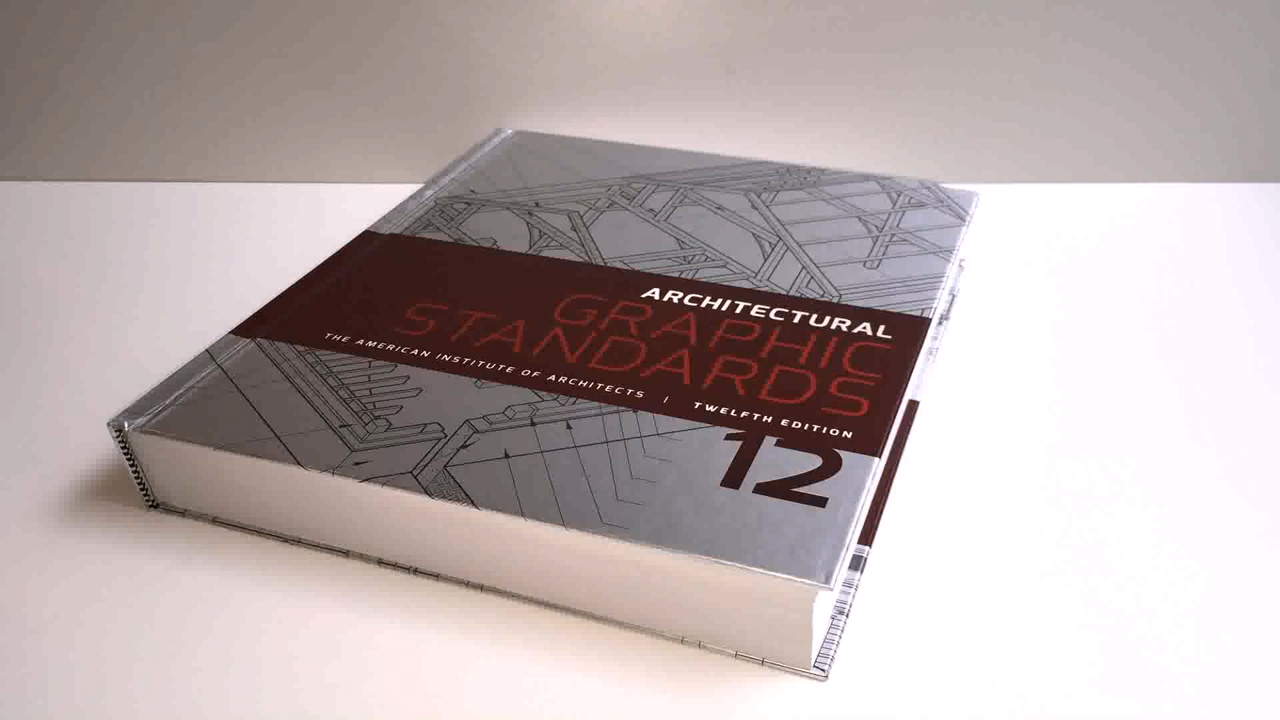 ARCHITECTURAL
GRAPHIC
STANDARDS
THE AMERICAN INSTITUTE OF ARCHITECTS | TWELFTH EDITION
12